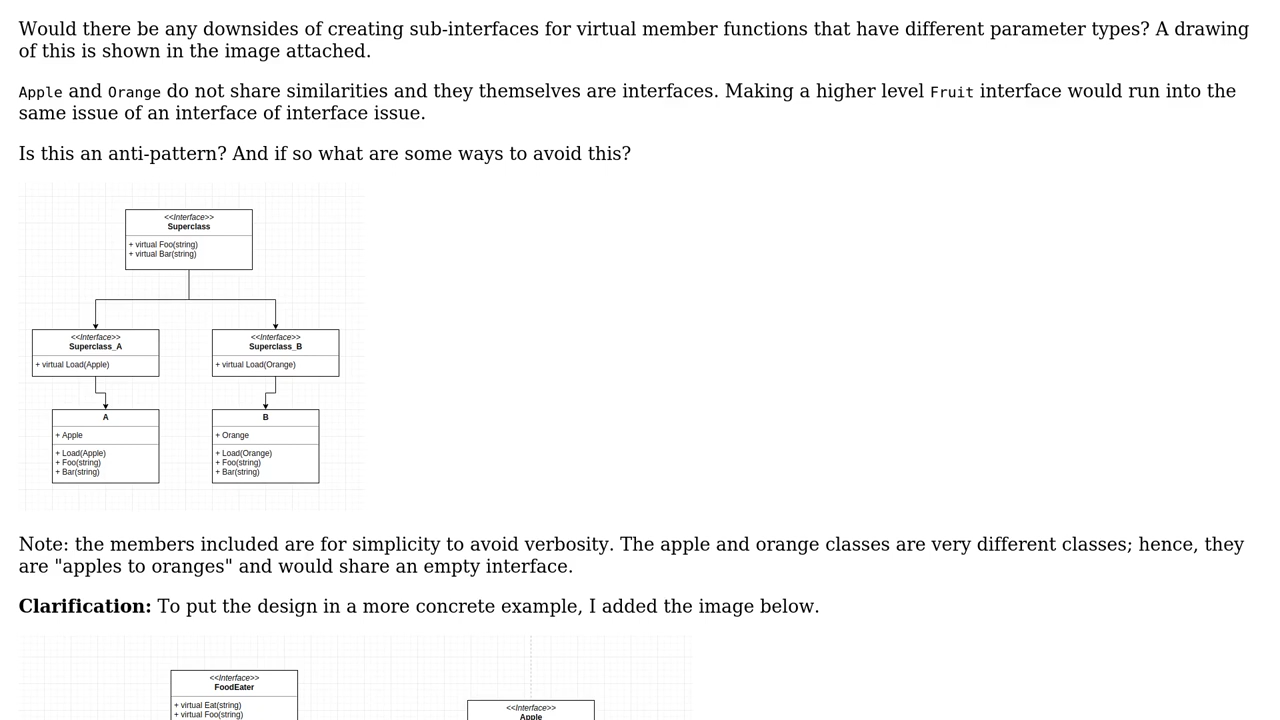 Would there be any downsides of creating sub-interfaces for virtual member functions that have different parameter types? A drawing
of this is shown in the image attached.
Apple and Orange do not share similarities and they themselves are interfaces. Making a higher level Fruit interface would run into the
same issue of an interface of interface issue.
Is this an anti-pattern? And if so what are some ways to avoid this?
<<Interface>>
Superclass
+ virtual Foo(string)
+ virtual Bar(string)
<<Interface>>
Superclass_A
+ virtual Load(Apple)
<<Interface>>
Superclass_B
+ virtual Load(Orange)
A
+ Apple
+ Load(Apple)
+ Foo(string)
+ Bar(string)
B
+ Orange
+ Load(Orange)
+ Foo(string)
+ Bar(string)
Note: the members included are for simplicity to avoid verbosity. The apple and orange classes are very different classes; hence, they
are "apples to oranges" and would share an empty interface.
Clarification: To put the design in a more concrete example, I added the image below.
<<Interface>>
FoodEater
+ virtual Eat(string)
+ virtual Foo(string)
<<Interface>>
Apple